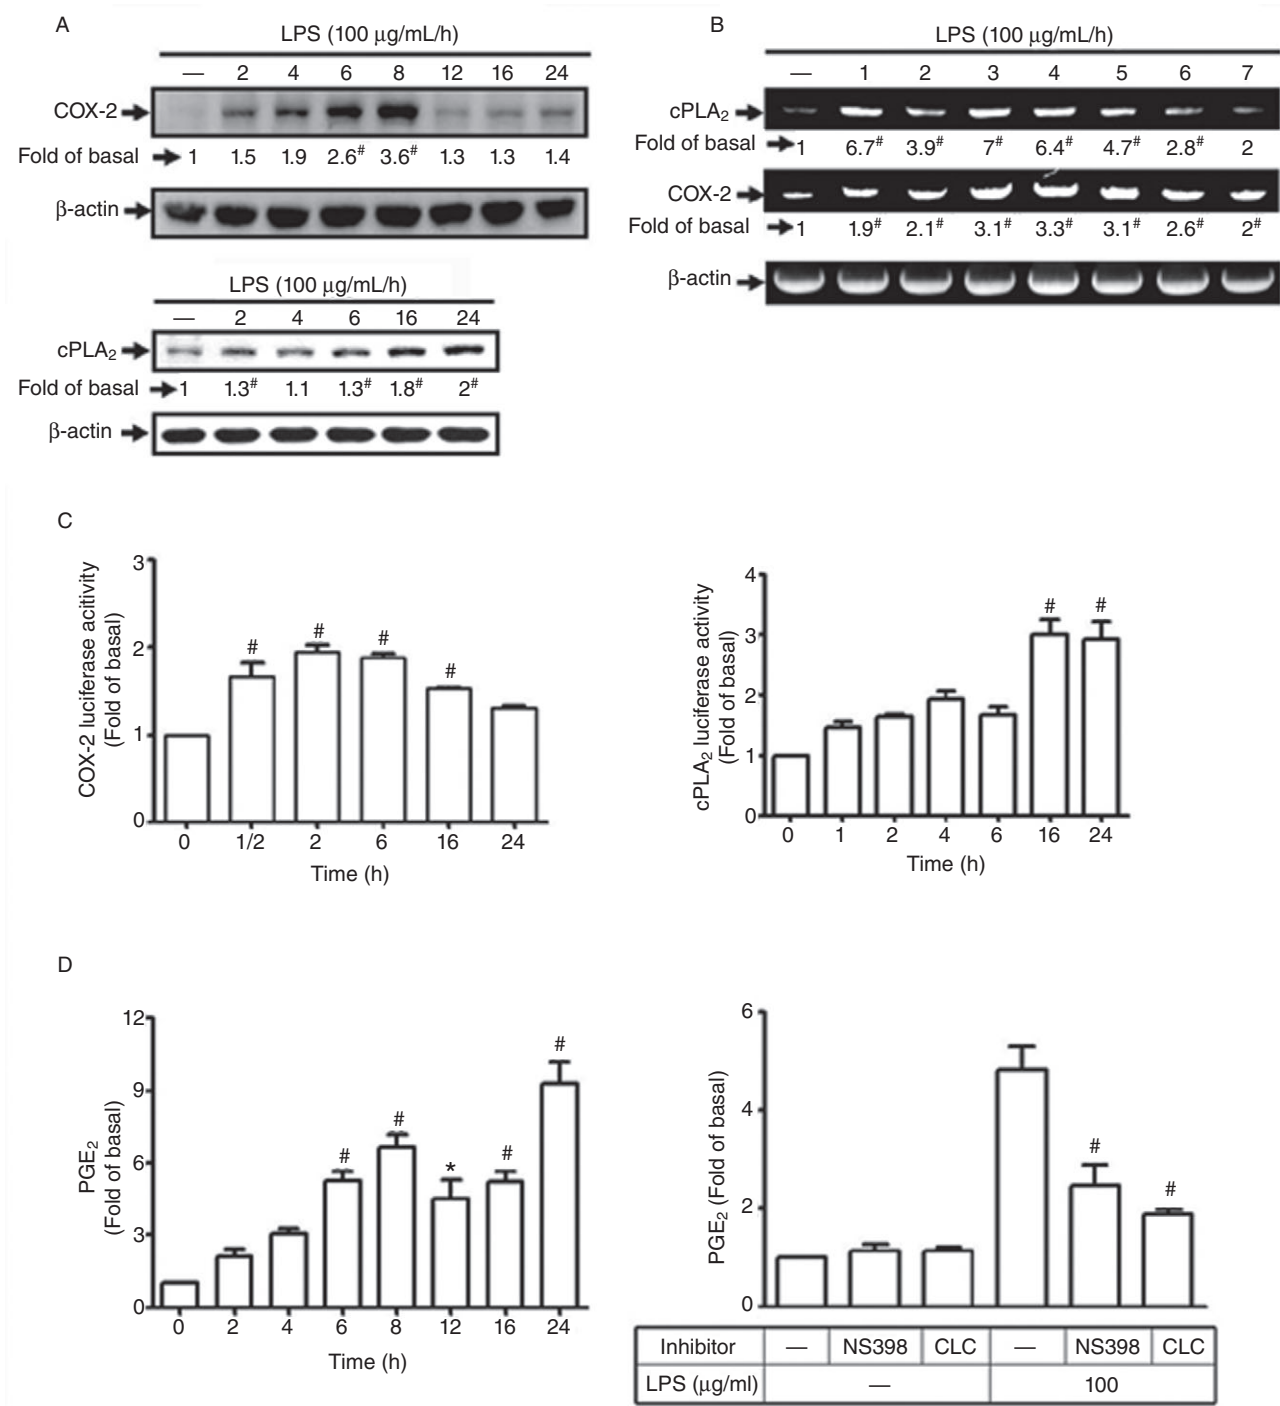 A
LPS (100 µg/mL/h)
— 2 4 6 8 12 16 24
COX-2
Fold of basal 1 1.5 1.9 2.6# 3.6# 1.3 1.3 1.4
β-actin
LPS (100 µg/mL/h)
— 2 4 6 16 24
cPLA2
Fold of basal 1 1.3# 1.1 1.3# 1.8# 2#
β-actin
B
LPS (100 µg/mL/h)
— 1 2 3 4 5 6 7
cPLA2
Fold of basal 1 6.7# 3.9# 7# 6.4# 4.7# 2.8# 2
COX-2
Fold of basal 1 1.9# 2.1# 3.1# 3.3# 3.1# 2.6# 2#
β-actin
C
COX-2 luciferase acitivity
(Fold of basal)
3
2
1
0
# # # #
0 1/2 2 6 16 24
Time (h)
cPLA2 luciferase activity
(Fold of basal)
4
3
2
1
0
# #
0 1 2 4 6 16 24
Time (h)
D
PGE2
(Fold of basal)
12
9
6
3
0
# # * # #
0 2 4 6 8 12 16 24
Time (h)
PGE2 (Fold of basal)
6
4
2
0
# #
Inhibitor — NS398 CLC — NS398 CLC
LPS (µg/ml) — 100